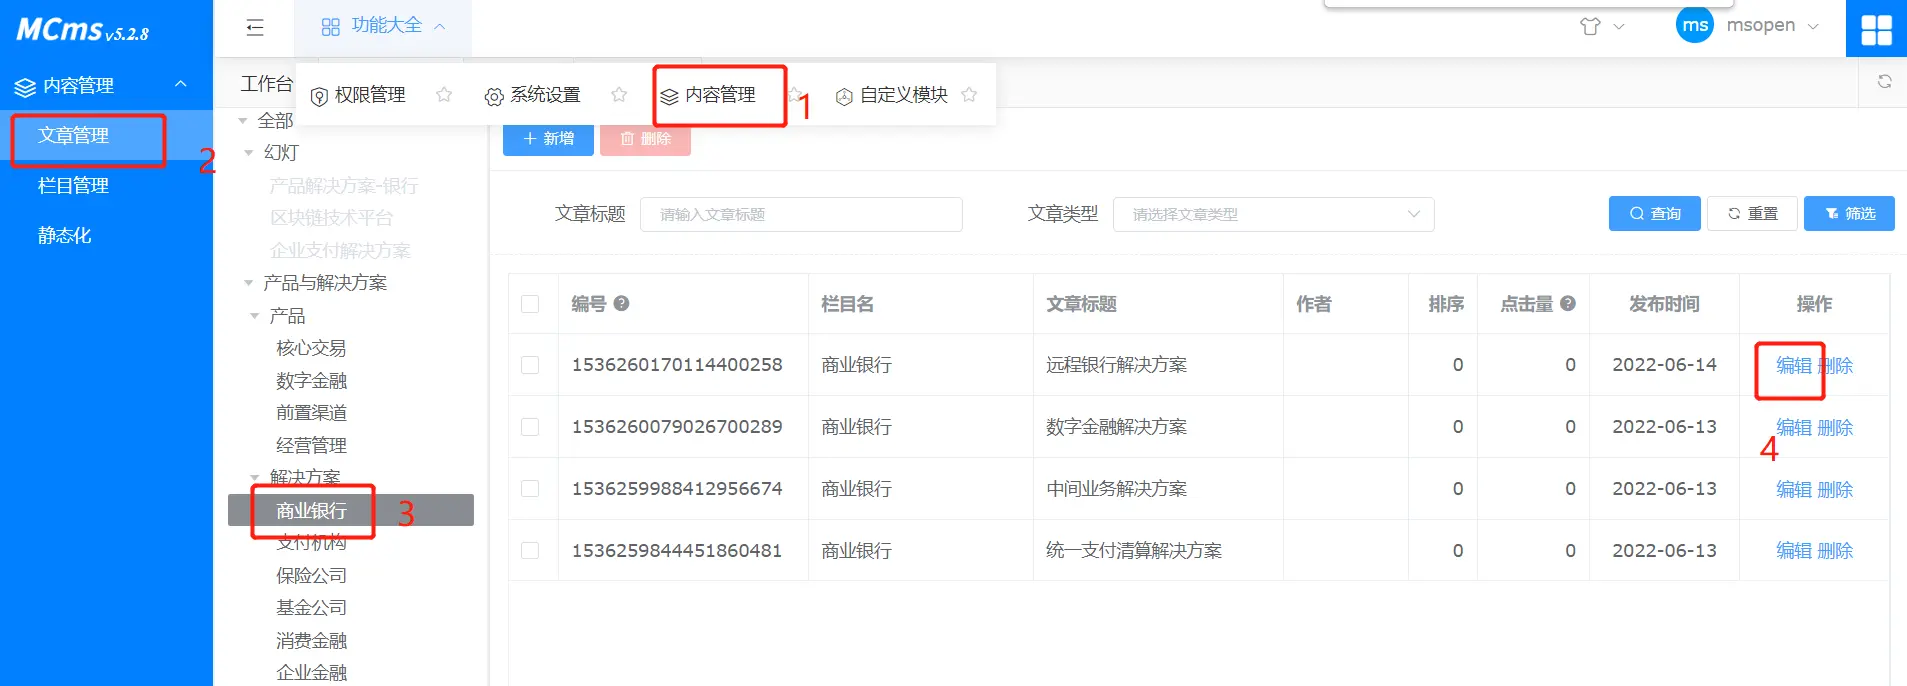 MCms v5.2.8
功能大全
ms msopen
内容管理
工作台
权限管理 系统设置 内容管理 1 自定义模块
文章管理 2
栏目管理
静态化
全部
幻灯
产品解决方案-银行
区块链技术平台
企业支付解决方案
产品与解决方案
产品
核心交易
数字金融
前置渠道
经营管理
解决方案
商业银行 3
支付机构
保险公司
基金公司
消费金融
企业金融
+ 新增 删除
文章标题 请输入文章标题 文章类型 请选择文章类型 查询 重置 筛选
编号 ? 栏目名 文章标题 作者 排序 点击量 ? 发布时间 操作
1536260170114400258 商业银行 远程银行解决方案 0 0 2022-06-14 编辑 删除
1536260079026700289 商业银行 数字金融解决方案 0 0 2022-06-13 编辑 删除
4
1536259988412956674 商业银行 中间业务解决方案 0 0 2022-06-13 编辑 删除
1536259844451860481 商业银行 统一支付清算解决方案 0 0 2022-06-13 编辑 删除